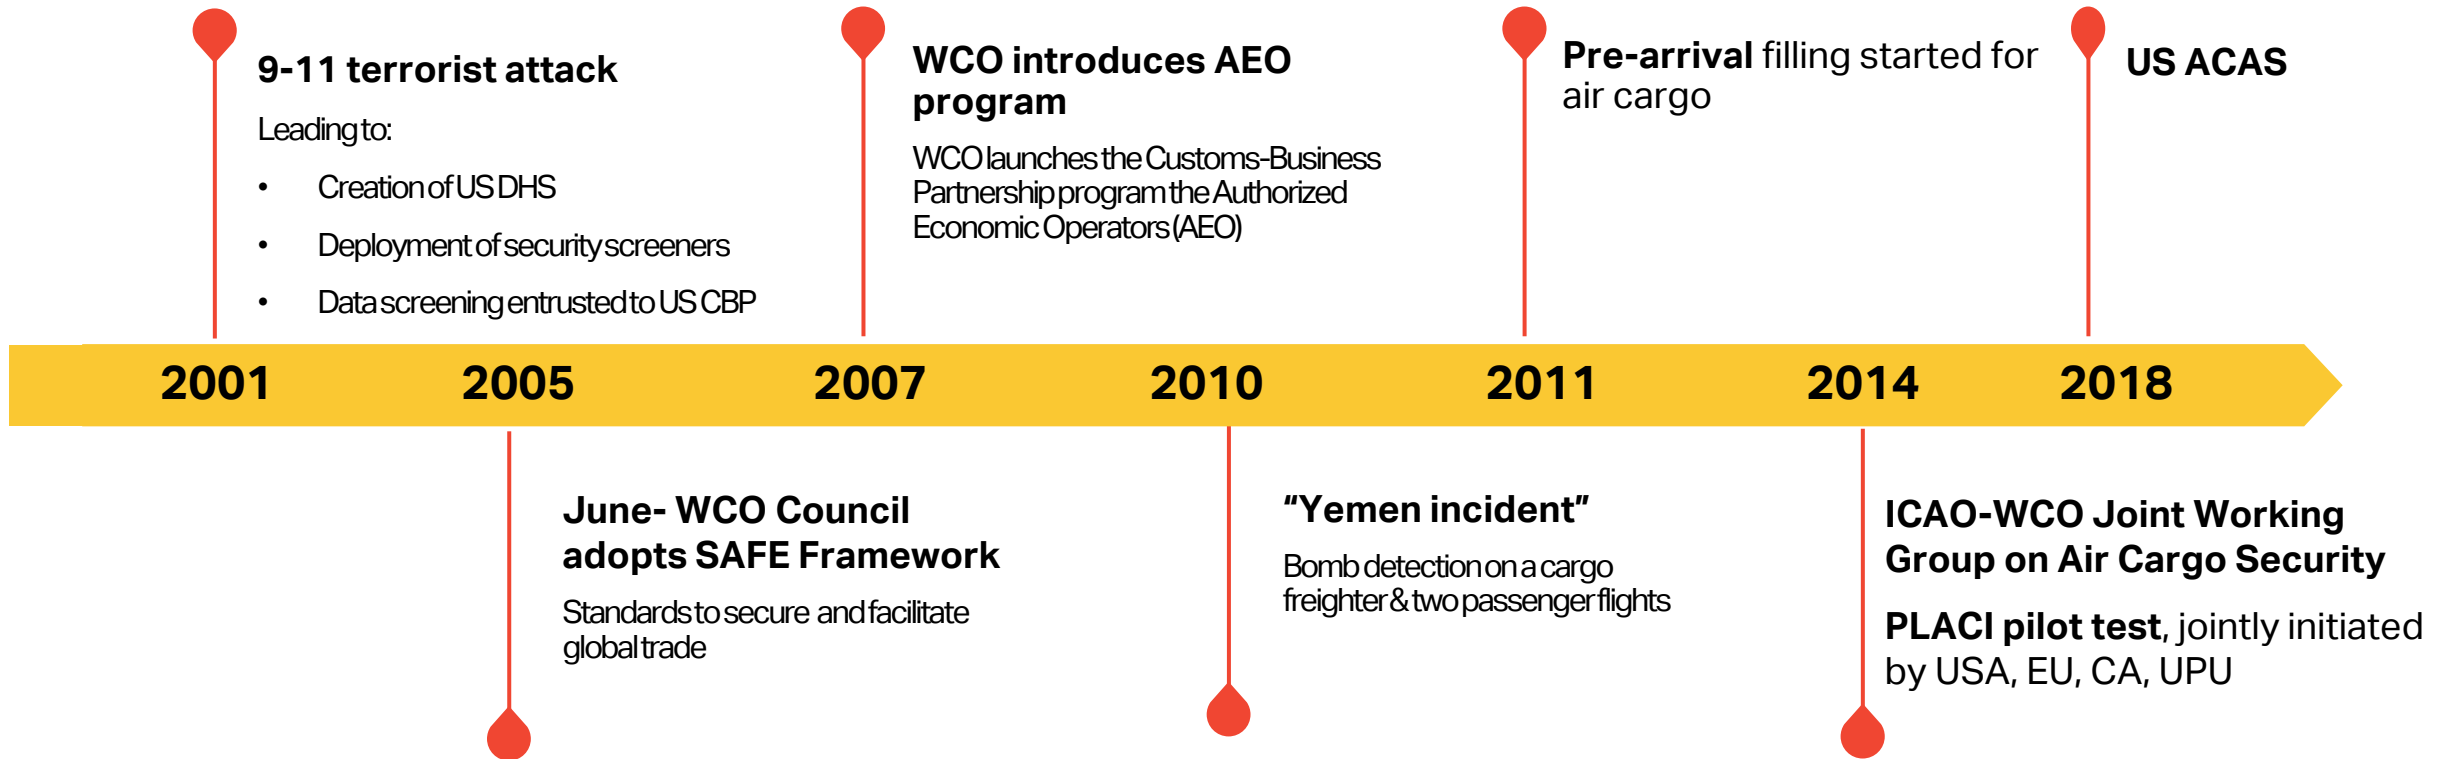 9-11 terrorist attack
Leading to:
• Creation of US DHS
• Deployment of security screeners
• Data screening entrusted to US CBP
WCO introduces AEO
program
WCO launches the Customs-Business
Partnership program the Authorized
Economic Operators (AEO)
Pre-arrival filling started for
air cargo
US ACAS
2001 2005 2007 2010 2011 2014 2018
June- WCO Council
adopts SAFE Framework
Standards to secure and facilitate
global trade
“Yemen incident”
Bomb detection on a cargo
freighter & two passenger flights
ICAO-WCO Joint Working
Group on Air Cargo Security
PLACI pilot test, jointly initiated
by USA, EU, CA, UPU